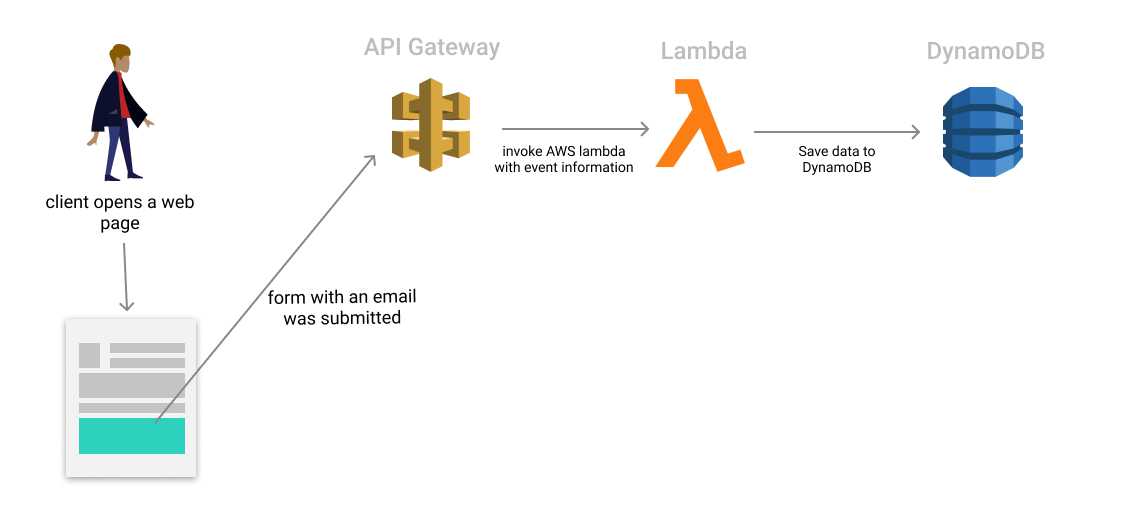 API Gateway
Lambda
DynamoDB
invoke AWS lambda
with event information
Save data to
DynamoDB
client opens a web
page
form with an email
was submitted